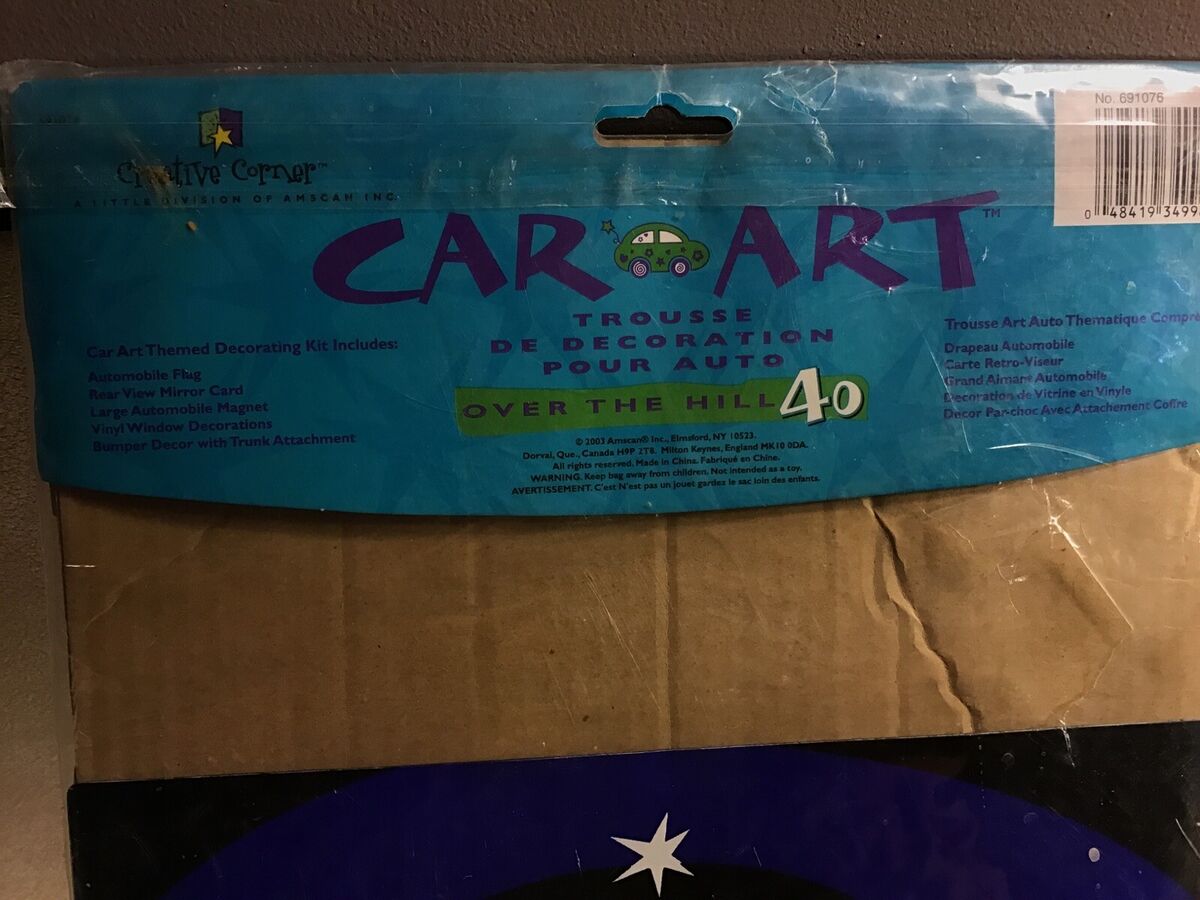 No. 691076
0 48419 3499
Creative Corner™
A LITTLE DIVISION OF AMSCAN INC.
CAR ART™
TROUSSE
DE DECORATION
POUR AUTO
OVER THE HILL 40
Car Art Themed Decorating Kit Includes:
Automobile Flag
Rear View Mirror Card
Large Automobile Magnet
Vinyl Window Decorations
Bumper Decor with Trunk Attachment
Trousse Art Auto Thematique Compre
Drapeau Automobile
Carte Retro-Viseur
Grand Aimant Automobile
Decoration de Vitrine en Vinyle
Decor Par-choc Avec Attachement Coffre
© 2003 Amscan® Inc., Elmsford, NY 10523.
Dorval, Que., Canada H9P 2T8. Milton Keynes, England MK10 0DA.
All rights reserved. Made in China. Fabriqué en Chine.
WARNING. Keep bag away from children. Not intended as a toy.
AVERTISSEMENT. C'est N'est pas un jouet gardez le sac loin des enfants.